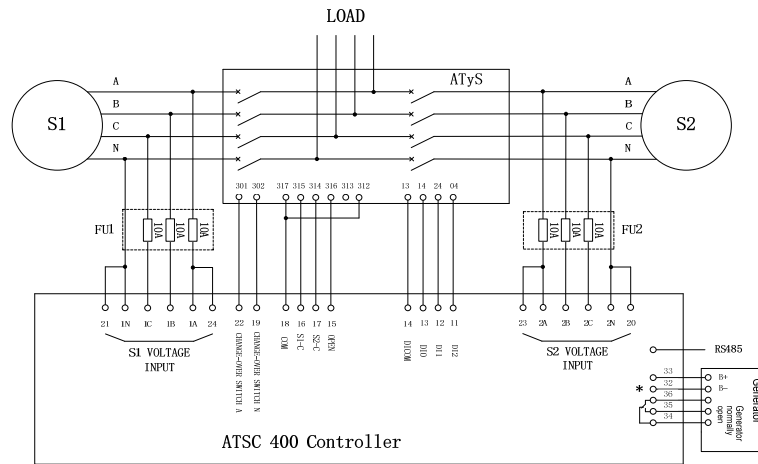 LOAD
A
ATyS
A
B
B
S1
S2
C
C
N
N
301 302 317 315 314 316 313 312 13 14 24 04
FU1
10A 10A 10A
10A 10A 10A
FU2
21 1N 1C 1B 1A 24 22 19 18 16 17 15 14 13 12 11 23 2A 2B 2C 2N 20
S1 VOLTAGE
INPUT
CHANGE-OVER SWITCH A
CHANGE-OVER SWITCH N
COM
S1-C
S2-C
OPEN
DICOM
DI0
DI1
DI2
S2 VOLTAGE
INPUT
RS485
33 B+
* 32 B-
36
35
34
Generator
normally
open
Generator
ATSC 400 Controller